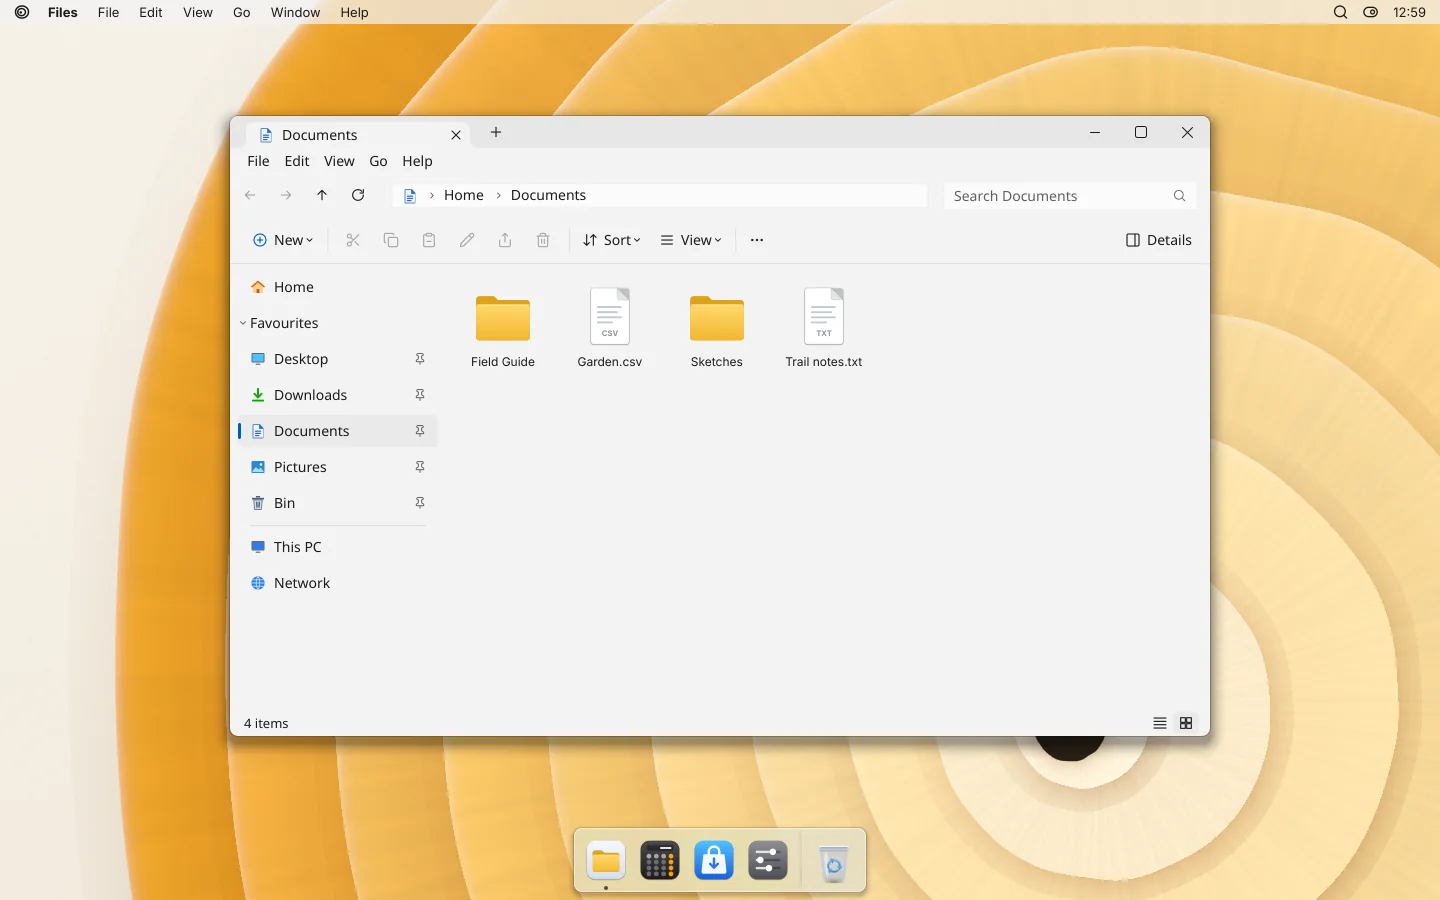 Files File Edit View Go Window Help 12:59
Documents
File Edit View Go Help
Home Documents Search Documents
New Sort View Details
Home
Favourites
Desktop
Downloads
Documents
Pictures
Bin
This PC
Network
CSV TXT
Field Guide Garden.csv Sketches Trail notes.txt
4 items